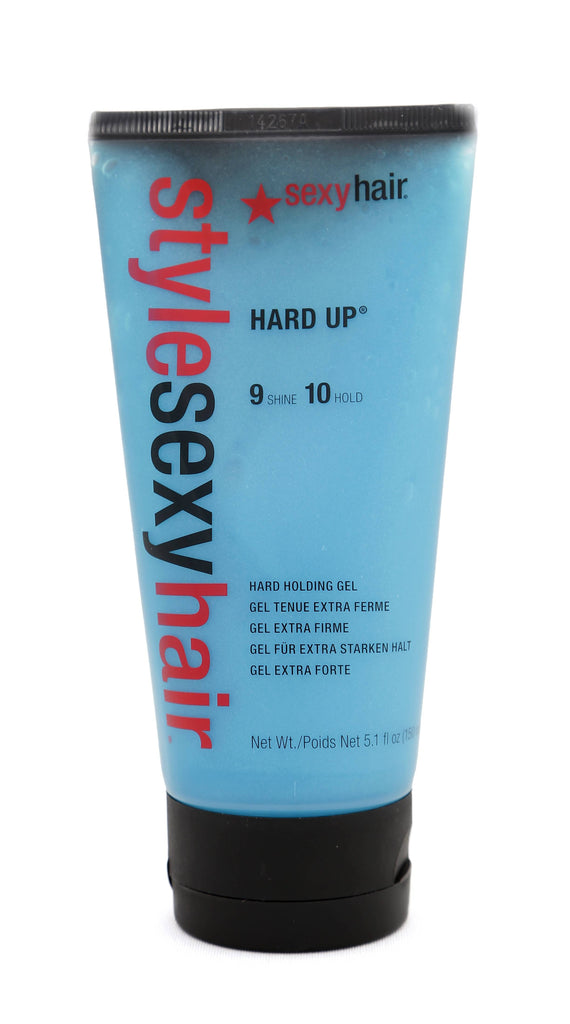 142670
sexyhair.
stylesexyhair.
HARD UP®
9 SHINE 10 HOLD
HARD HOLDING GEL
GEL TENUE EXTRA FERME
GEL EXTRA FIRME
GEL FÜR EXTRA STARKEN HALT
GEL EXTRA FORTE
Net Wt./Poids Net 5.1 fl oz (150